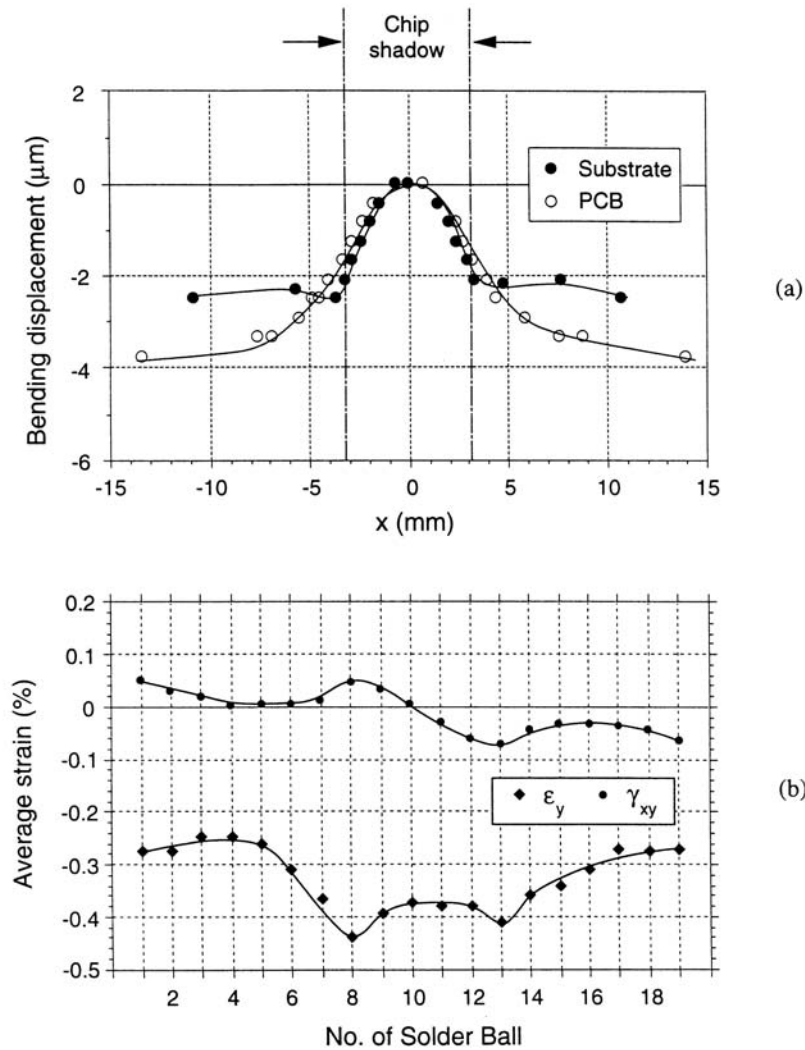 Chip
shadow
2
0
-2
-4
-6
Bending displacement (μm)
● Substrate
○ PCB
-15 -10 -5 0 5 10 15
x (mm)
(a)
0.2
0.1
0
-0.1
-0.2
-0.3
-0.4
-0.5
Average strain (%)
◆ εy ● γxy
2 4 6 8 10 12 14 16 18
No. of Solder Ball
(b)